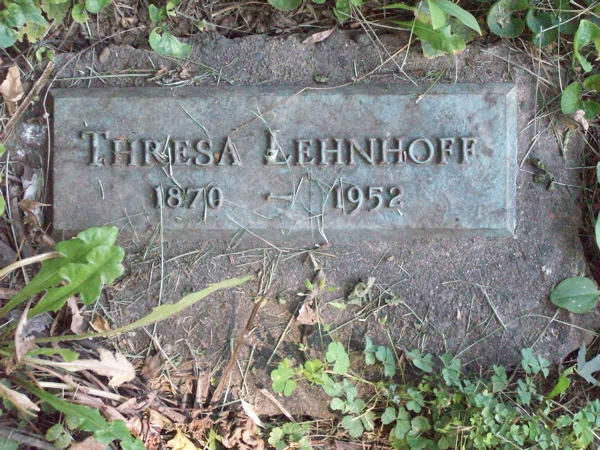 THRESA LEHNHOFF
1870 – 1952